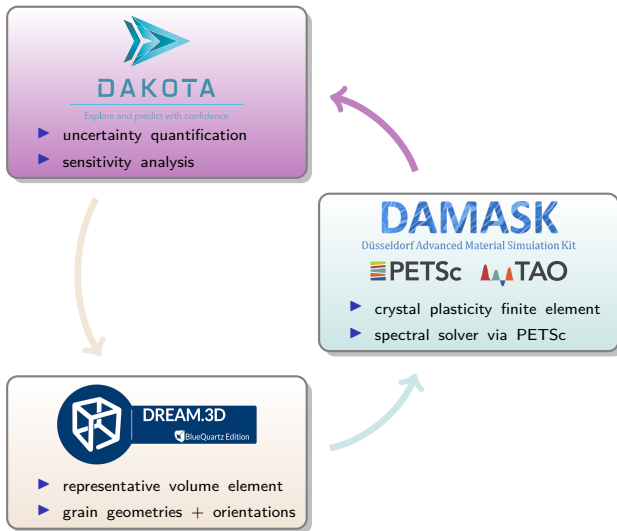 DAKOTA
Explore and predict with confidence
uncertainty quantification
sensitivity analysis
DAMASK
Düsseldorf Advanced Material Simulation Kit
PETSc TAO
crystal plasticity finite element
spectral solver via PETSc
DREAM.3D
BlueQuartz Edition
representative volume element
grain geometries + orientations